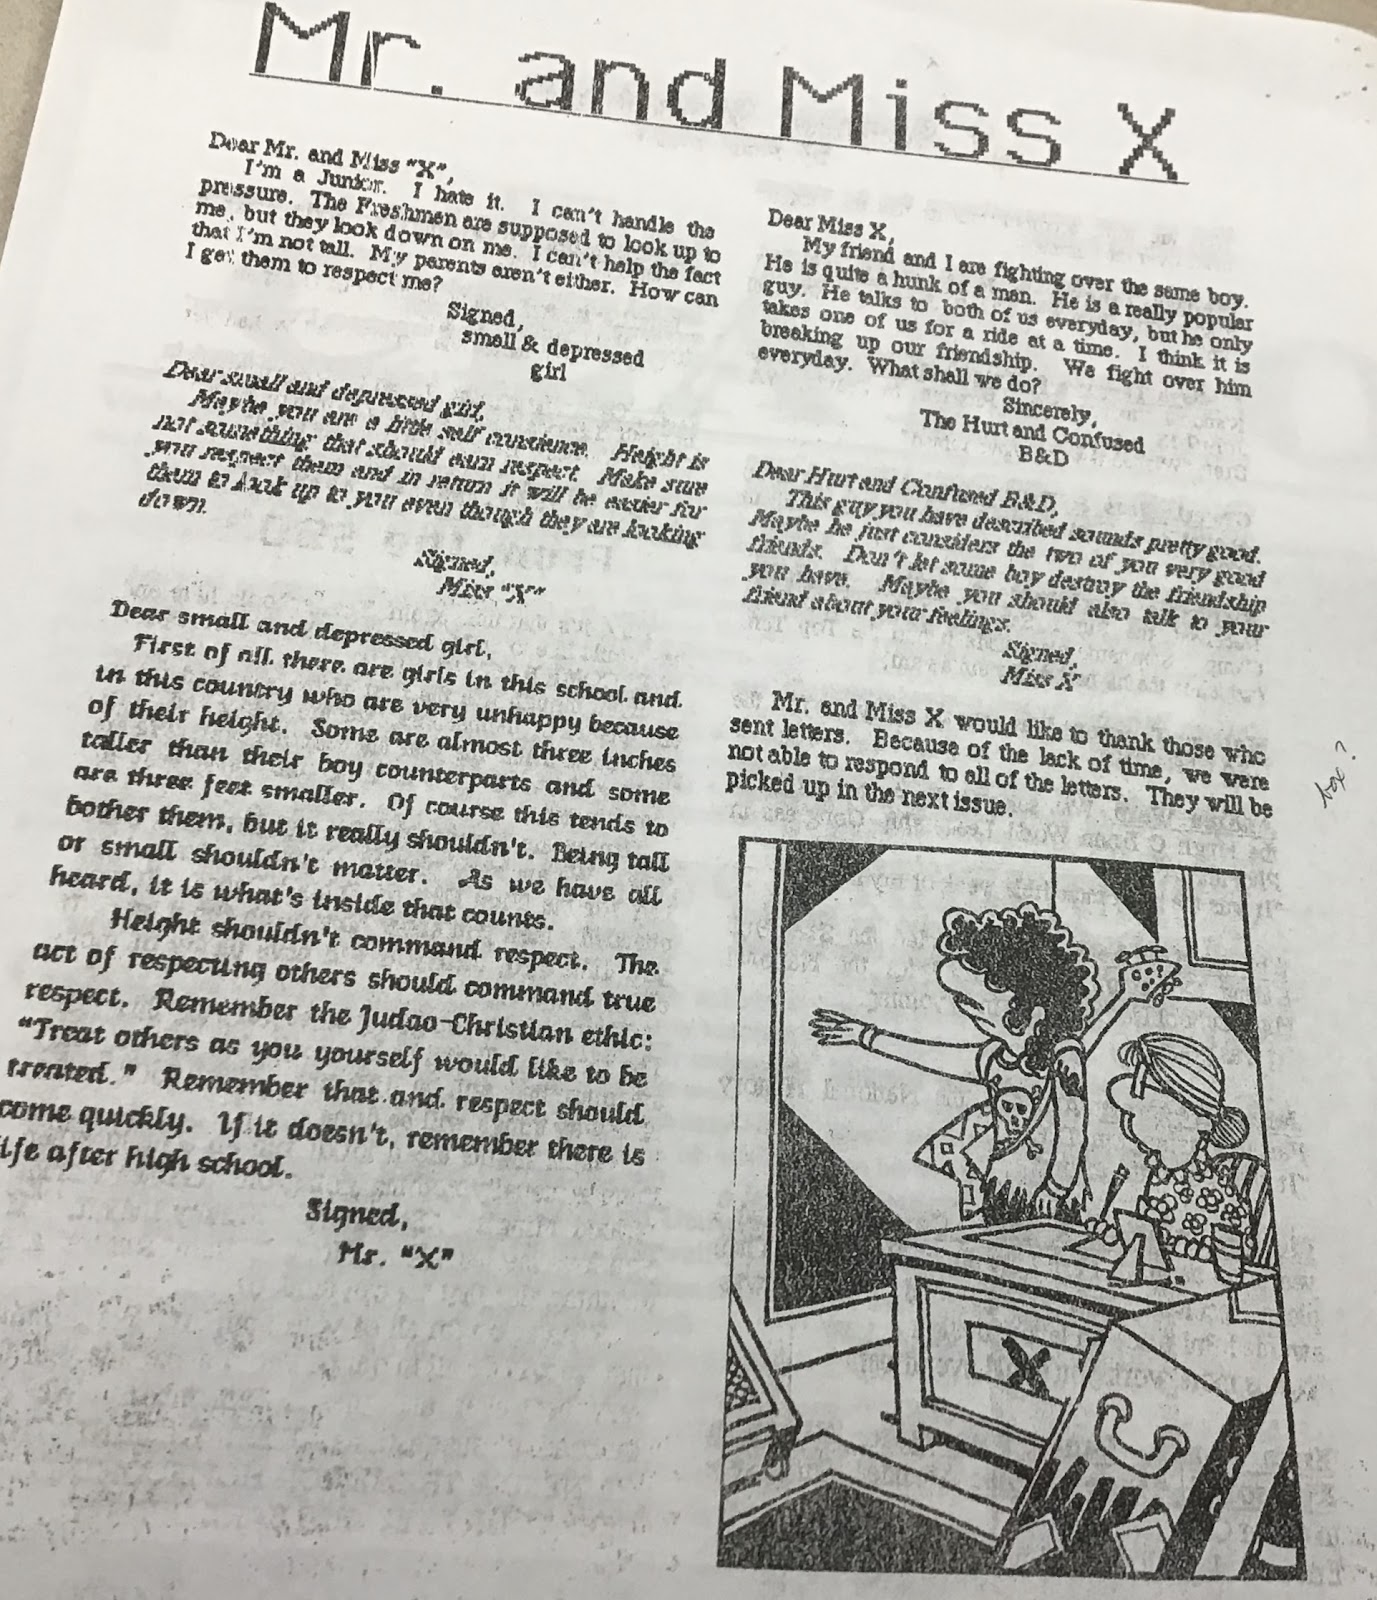 Mr. and Miss X
Dear Mr. and Miss "X",
I'm a Junior. I hate it. I can't handle the
pressure. The Freshmen are supposed to look up to
me, but they look down on me. I can't help the fact
that I'm not tall. My parents aren't either. How can
I get them to respect me?
Signed,
small & depressed
girl
Dear small and depressed girl,
Maybe you are a little self concience. Height is
not something that should earn respect. Make sure
you respect them and in return it will be easier for
them to look up to you even though they are looking
down.
Signed,
Miss "X"
Dear small and depressed girl,
First of all there are girls in this school and
in this country who are very unhappy because
of their height. Some are almost three inches
taller than their boy counterparts and some
are three feet smaller. Of course this tends to
bother them, but it really shouldn't. Being tall
or small shouldn't matter. As we have all
heard, it is what's inside that counts.
Height shouldn't command respect. The
act of respecting others should command true
respect. Remember the Judao-Christian ethic:
"Treat others as you yourself would like to be
treated." Remember that and respect should
come quickly. If it doesn't, remember there is
life after high school.
Signed,
Mr. "X"
Dear Miss X,
My friend and I are fighting over the same boy.
He is quite a hunk of a man. He is a really popular
guy. He talks to both of us everyday, but he only
takes one of us for a ride at a time. I think it is
breaking up our friendship. We fight over him
everyday. What shall we do?
Sincerely,
The Hurt and Confused
B&D
Dear Hurt and Confused B&D,
This guy you have described sounds pretty good.
Maybe he just considers the two of you very good
friends. Don't let some boy destroy the friendship
you have. Maybe you should also talk to your
friend about your feelings.
Signed,
Miss X
Mr. and Miss X would like to thank those who
sent letters. Because of the lack of time, we were
not able to respond to all of the letters. They will be
picked up in the next issue.
box?
X